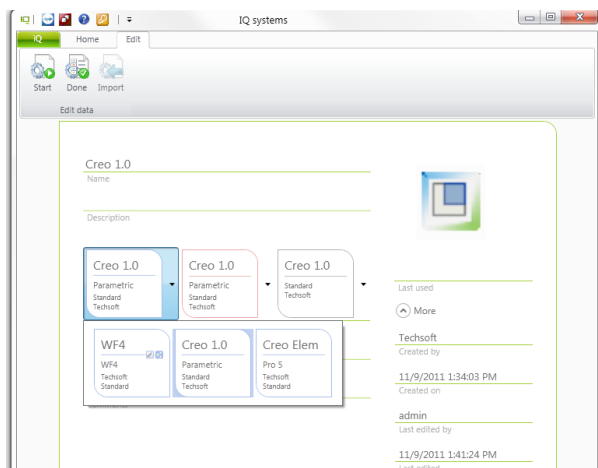 IQ systems
iQ
Home
Edit
Start
Done
Import
Edit data
Creo 1.0
Name
Description
Creo 1.0
Parametric
Standard
Techsoft
Creo 1.0
Parametric
Standard
Techsoft
Creo 1.0
Standard
Techsoft
WF4
WF4
Techsoft
Standard
Creo 1.0
Parametric
Standard
Techsoft
Creo Elem
Pro 5
Techsoft
Standard
Last used
More
Techsoft
Created by
11/9/2011 1:34:03 PM
Created on
admin
Last edited by
11/9/2011 1:41:24 PM
Last edited